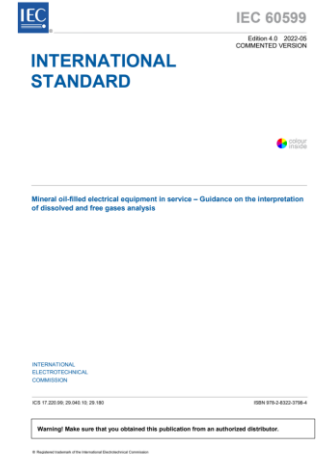 IEC
®
IEC 60599
Edition 4.0 2022-05
COMMENTED VERSION
INTERNATIONAL
STANDARD
colour
inside
Mineral oil-filled electrical equipment in service – Guidance on the interpretation
of dissolved and free gases analysis
INTERNATIONAL
ELECTROTECHNICAL
COMMISSION
ICS 17.220.99; 29.040.10; 29.180
ISBN 978-2-8322-3798-4
Warning! Make sure that you obtained this publication from an authorized distributor.
® Registered trademark of the International Electrotechnical Commission